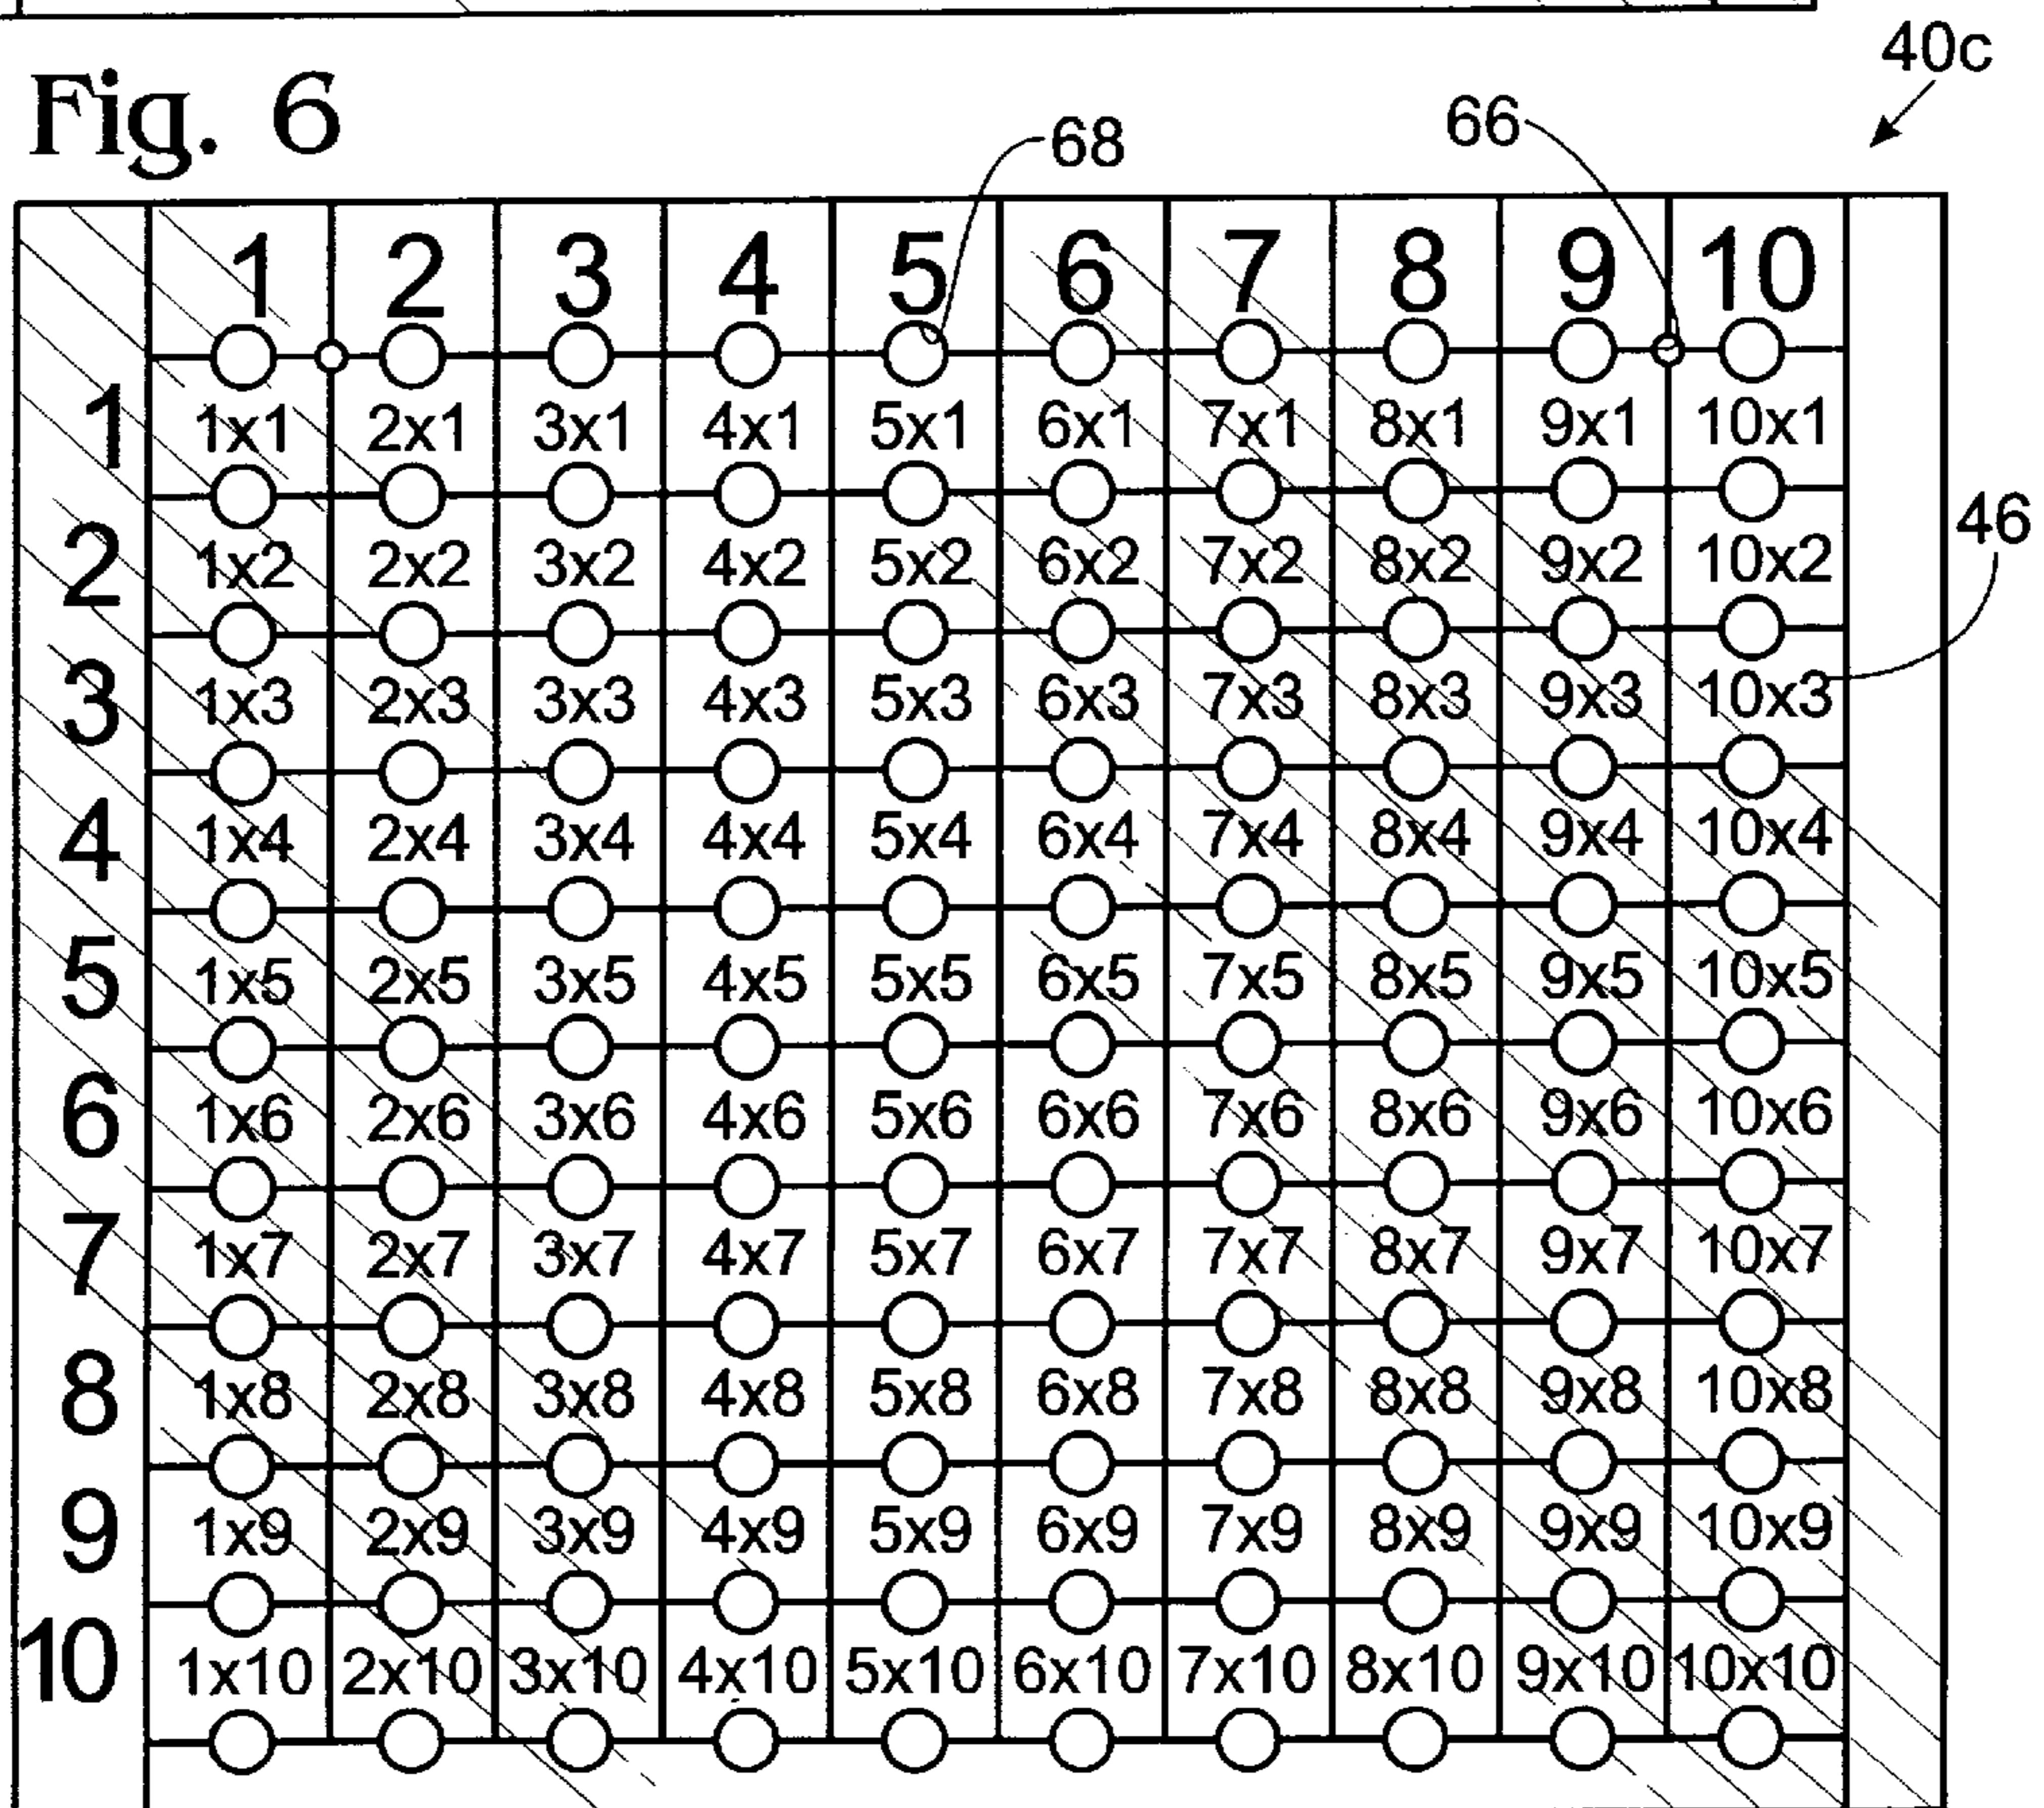 40c
Fig. 6
68
66
1 2 3 4 5 6 7 8 9 10
1 1x1 2x1 3x1 4x1 5x1 6x1 7x1 8x1 9x1 10x1
46
2 1x2 2x2 3x2 4x2 5x2 6x2 7x2 8x2 9x2 10x2
3 1x3 2x3 3x3 4x3 5x3 6x3 7x3 8x3 9x3 10x3
4 1x4 2x4 3x4 4x4 5x4 6x4 7x4 8x4 9x4 10x4
5 1x5 2x5 3x5 4x5 5x5 6x5 7x5 8x5 9x5 10x5
6 1x6 2x6 3x6 4x6 5x6 6x6 7x6 8x6 9x6 10x6
7 1x7 2x7 3x7 4x7 5x7 6x7 7x7 8x7 9x7 10x7
8 1x8 2x8 3x8 4x8 5x8 6x8 7x8 8x8 9x8 10x8
9 1x9 2x9 3x9 4x9 5x9 6x9 7x9 8x9 9x9 10x9
10 1x10 2x10 3x10 4x10 5x10 6x10 7x10 8x10 9x10 10x10